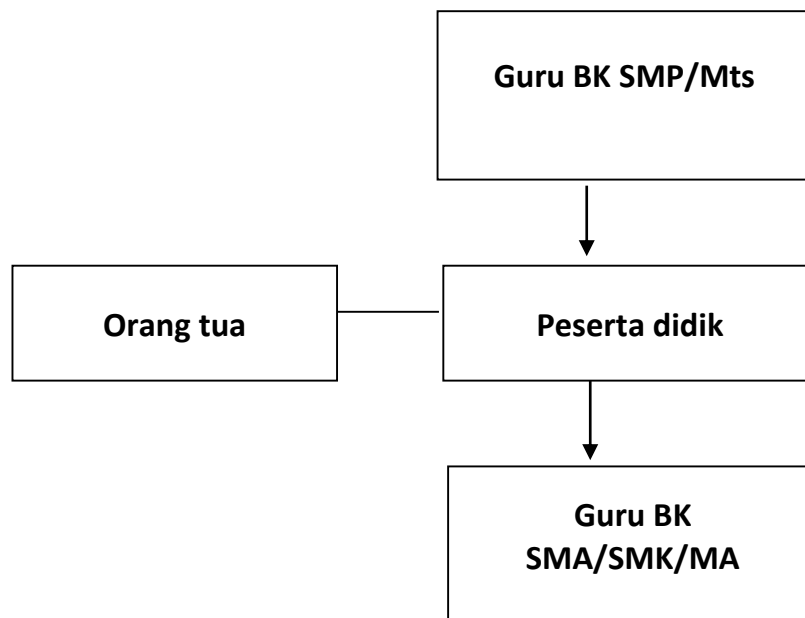 Guru BK SMP/Mts
Orang tua
Peserta didik
Guru BK
SMA/SMK/MA